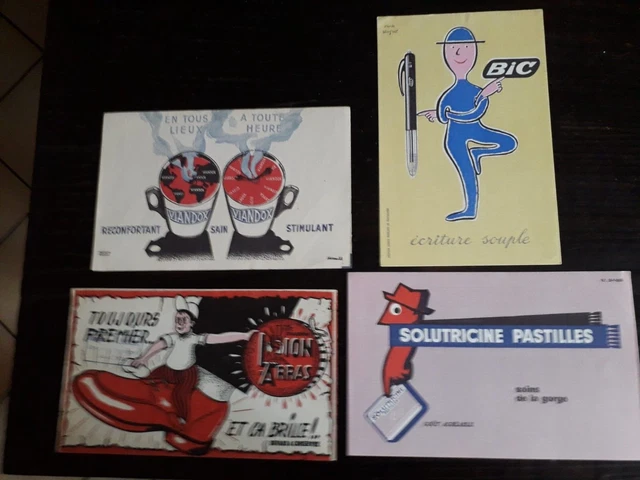 EN TOUS
LIEUX
A TOUTE
HEURE
VIANDOX
VIANDOX
RECONFORTANT
SAIN
STIMULANT
BIC
écriture souple
TOUJOURS
PREMIER...
LION
ET ÇA BRILLE!..
SOLUTRICINE PASTILLES
soins
de la gorge